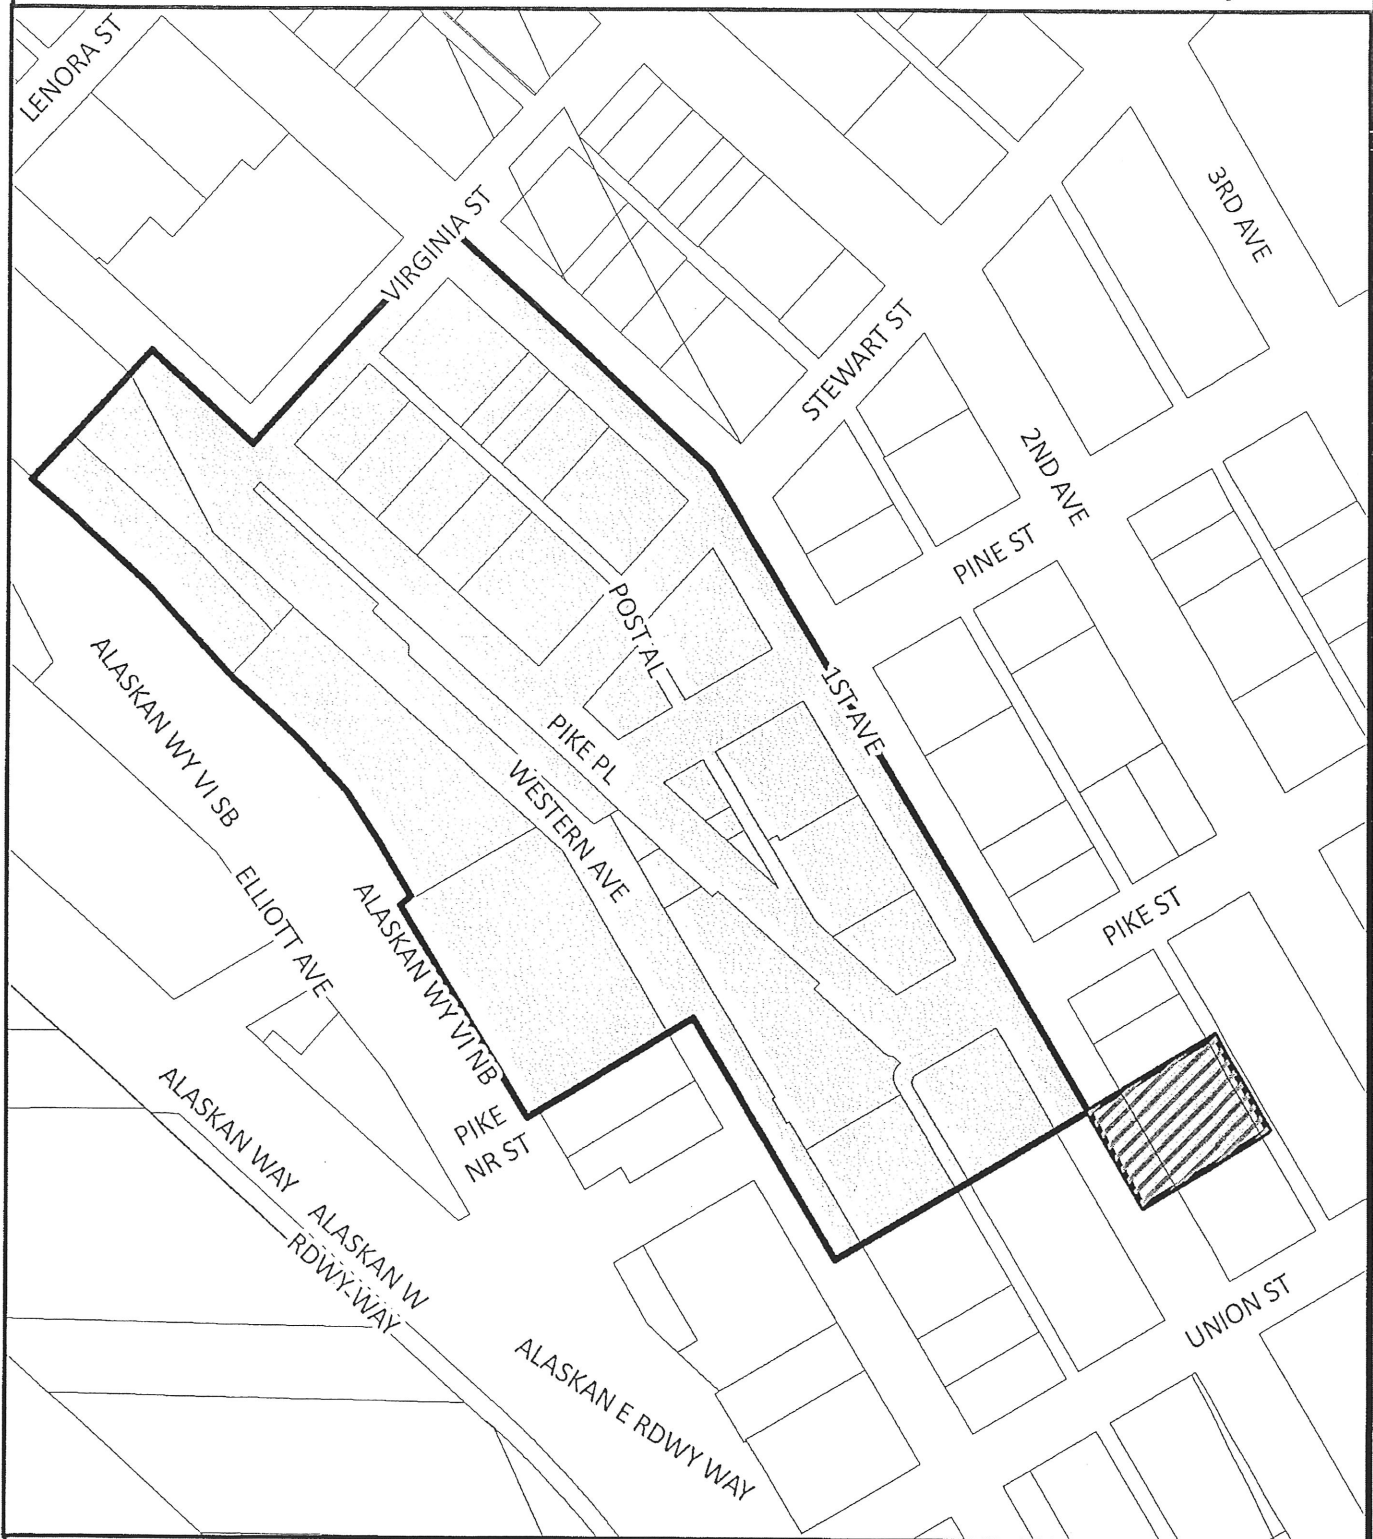 LENORA ST
VIRGINIA ST
3RD AVE
STEWART ST
2ND AVE
PINE ST
POST AL
1ST AVE
PIKE PL
WESTERN AVE
ALASKAN WY VI SB
ELLIOTT AVE
ALASKAN WY VI NB
PIKE ST
PIKE
NR ST
ALASKAN WAY
ALASKAN W
RDWY WAY
UNION ST
ALASKAN E RDWY WAY